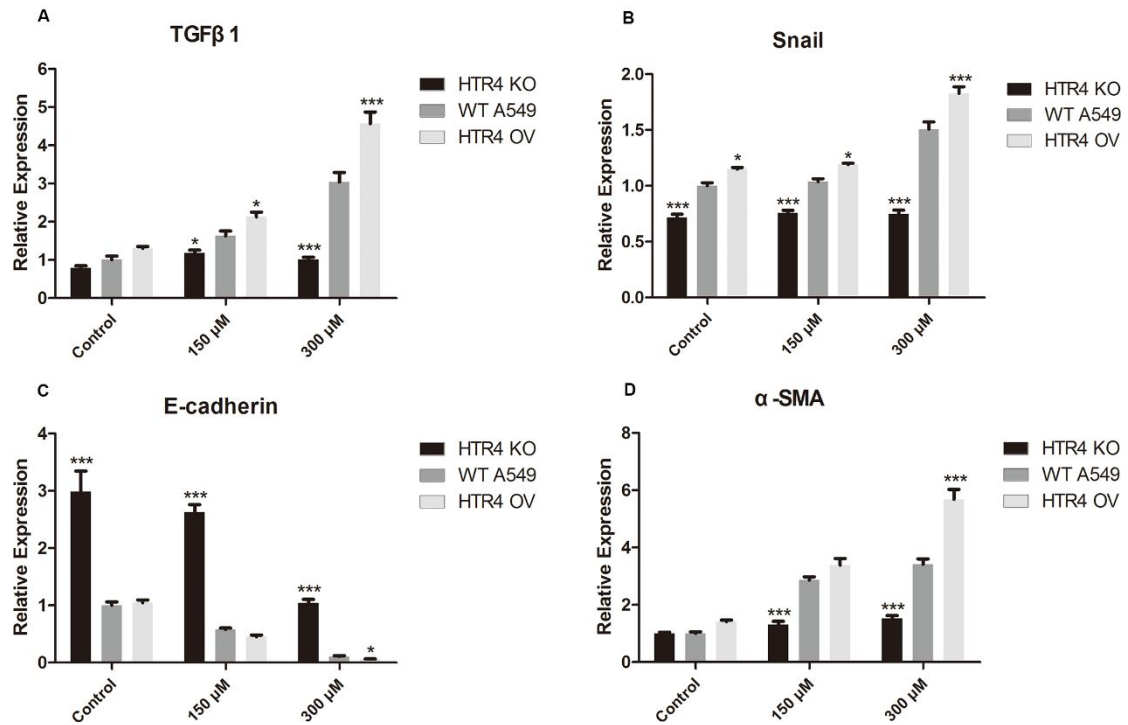 A
TGFβ 1
Relative Expression
6
5
4
3
2
1
0
*
***
*
***
Control
150 μM
300 μM
HTR4 KO
WT A549
HTR4 OV
B
Snail
Relative Expression
2.0
1.5
1.0
0.5
0.0
***
*
***
*
***
***
Control
150 μM
300 μM
HTR4 KO
WT A549
HTR4 OV
C
E-cadherin
Relative Expression
4
3
2
1
0
***
***
***
*
Control
150 μM
300 μM
HTR4 KO
WT A549
HTR4 OV
D
α -SMA
Relative Expression
8
6
4
2
0
***
***
***
Control
150 μM
300 μM
HTR4 KO
WT A549
HTR4 OV